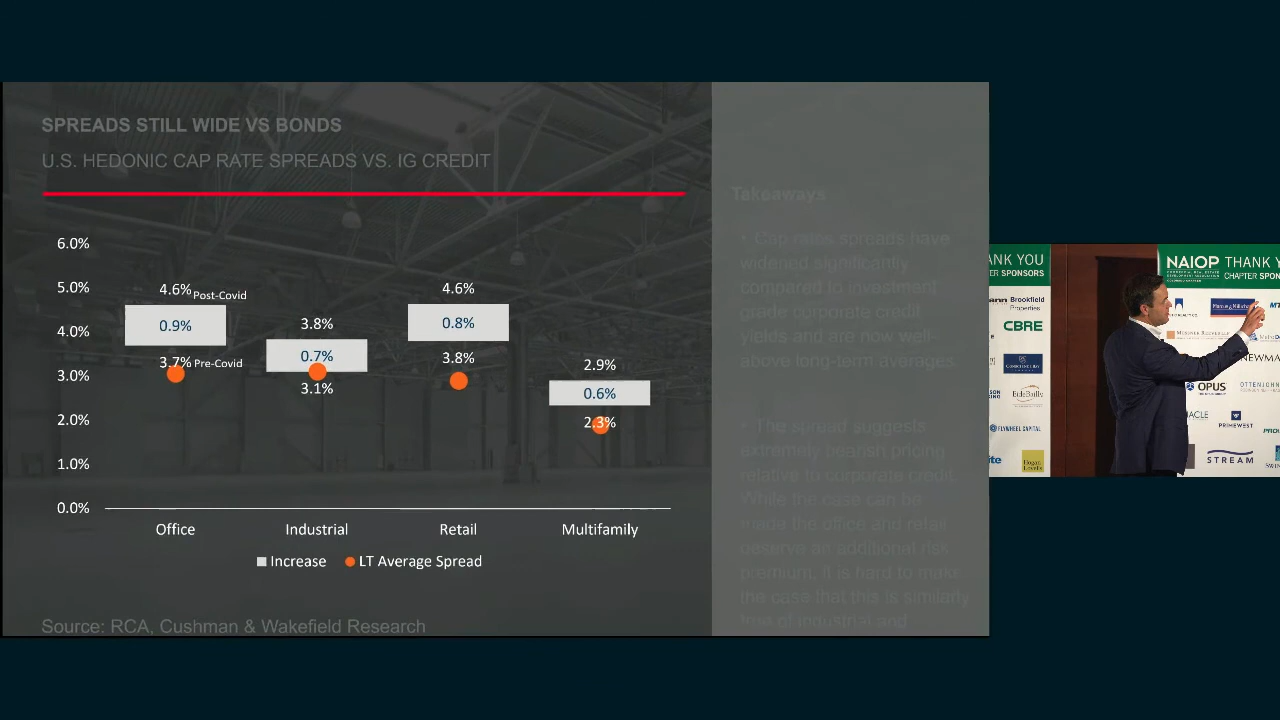 SPREADS STILL WIDE VS BONDS
U.S. HEDONIC CAP RATE SPREADS VS. IG CREDIT
6.0%
5.0%
4.0%
3.0%
2.0%
1.0%
0.0%
4.6% Post-Covid
0.9%
3.7% Pre-Covid
3.8%
0.7%
3.1%
4.6%
0.8%
3.8%
2.9%
0.6%
2.3%
Office Industrial Retail Multifamily
Increase LT Average Spread
Source: RCA, Cushman & Wakefield Research
Takeaways
• Cap rates spreads have
widened significantly
compared to investment
grade corporate credit
yields and are now well-
above long-term averages.
• The spread suggests
extremely bearish pricing
relative to corporate credit.
While the case can be
made the office and retail
deserve an additional risk
premium, it is hard to make
the case that this is similarly
true of industrial and
ANK YOU
ER SPONSORS
Brookfield
Properties
CBRE
EideBailly
FLYWHEEL CAPITAL
Hogan
Lovells
NAIOP THANK Y
CHAPTER SPON
NEWMA
OPUS
PRIMEWEST
STREAM